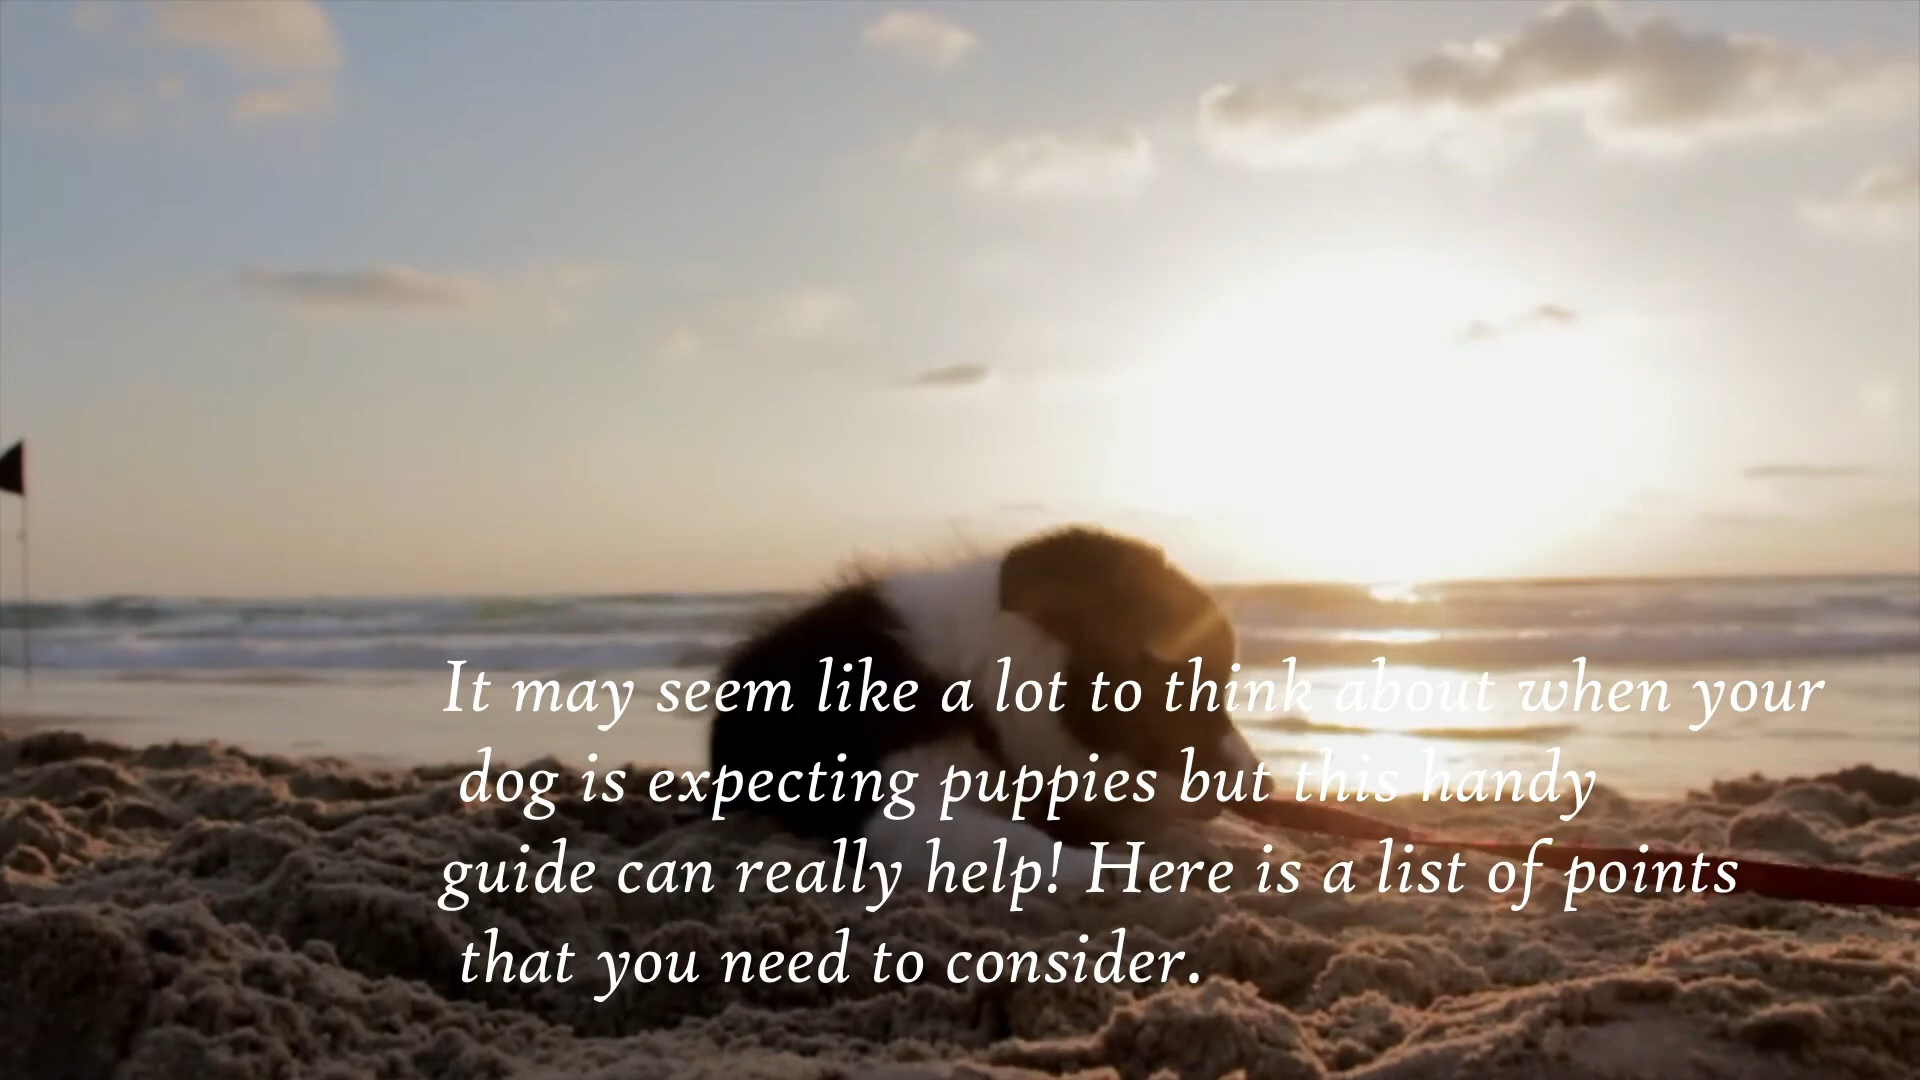 It may seem like a lot to think about when your
dog is expecting puppies but this handy
guide can really help! Here is a list of points
that you need to consider.